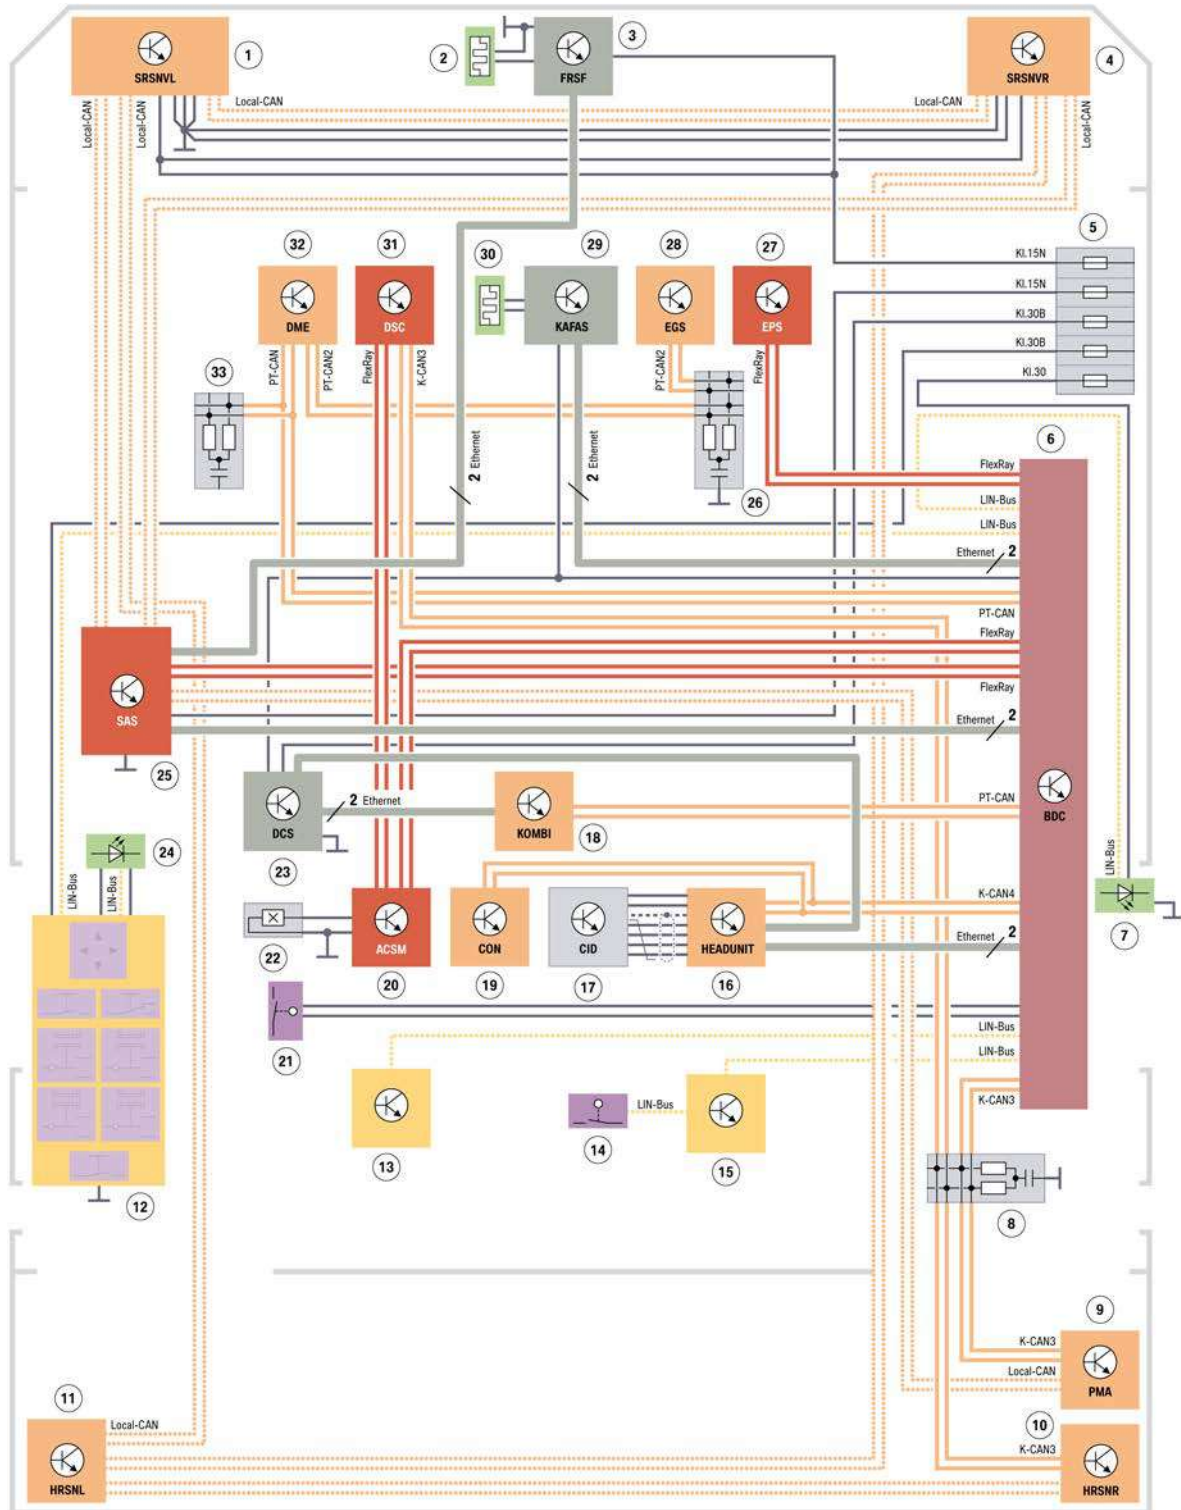 1
SRSNVL
2
3
FRSF
4
SRSNVR
Local-CAN
Local-CAN
Local-CAN
Local-CAN
Local-CAN
5
Kl.15N
Kl.15N
Kl.30B
Kl.30B
Kl.30
32
DME
31
DSC
30
29
KAFAS
28
EGS
27
EPS
PT-CAN
PT-CAN2
FlexRay
K-CAN3
PT-CAN2
FlexRay
33
26
2 Ethernet
2 Ethernet
6
FlexRay
LIN-Bus
LIN-Bus
Ethernet 2
PT-CAN
FlexRay
FlexRay
Ethernet 2
BDC
PT-CAN
K-CAN4
Ethernet 2
LIN-Bus
LIN-Bus
K-CAN3
SAS
25
DCS
23
2 Ethernet
KOMBI
18
24
LIN-Bus
LIN-Bus
LIN-Bus
7
22
ACSM
20
CON
19
CID
17
HEADUNIT
16
21
13
14
LIN-Bus
15
12
8
9
K-CAN3
Local-CAN
PMA
11
Local-CAN
HRSNL
10
K-CAN3
HRSNR